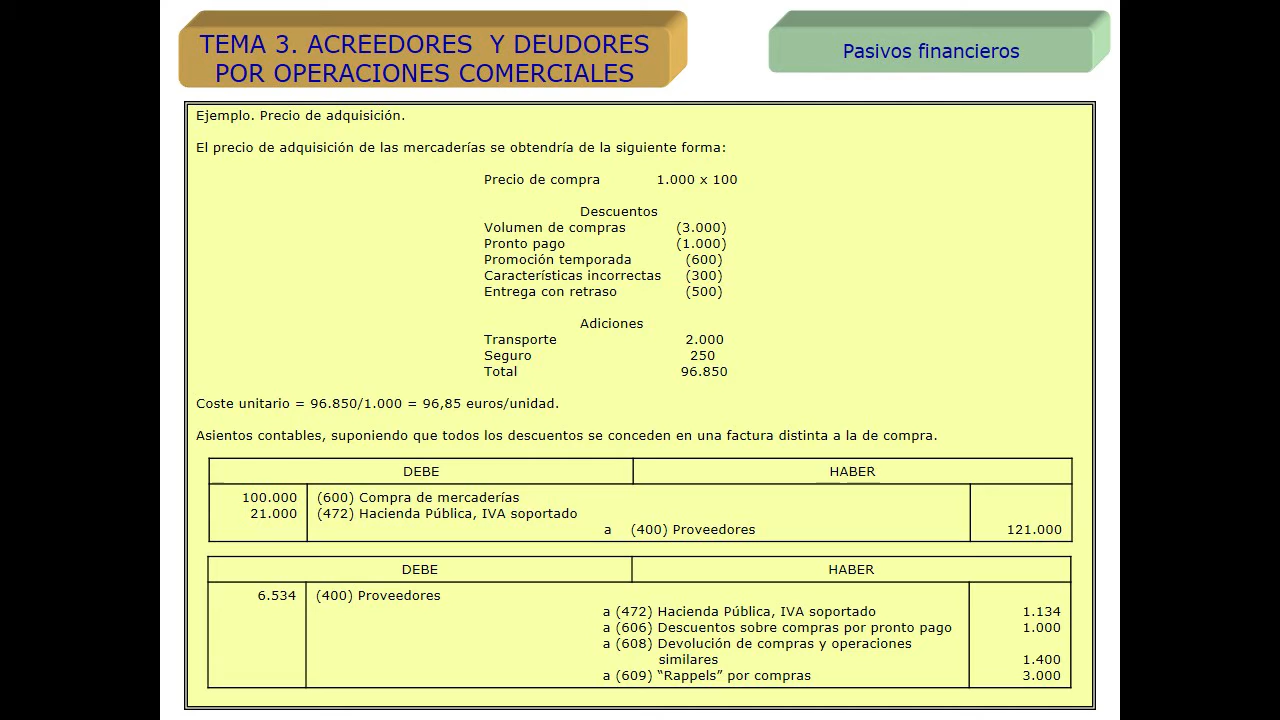 TEMA 3. ACREEDORES Y DEUDORES
POR OPERACIONES COMERCIALES
Pasivos financieros
Ejemplo. Precio de adquisición.
El precio de adquisición de las mercaderías se obtendría de la siguiente forma:
Precio de compra 1.000 x 100
Descuentos
Volumen de compras (3.000)
Pronto pago (1.000)
Promoción temporada (600)
Características incorrectas (300)
Entrega con retraso (500)
Adiciones
Transporte 2.000
Seguro 250
Total 96.850
Coste unitario = 96.850/1.000 = 96,85 euros/unidad.
Asientos contables, suponiendo que todos los descuentos se conceden en una factura distinta a la de compra.
DEBE HABER
100.000 (600) Compra de mercaderías
21.000 (472) Hacienda Pública, IVA soportado
a (400) Proveedores 121.000
DEBE HABER
6.534 (400) Proveedores
a (472) Hacienda Pública, IVA soportado 1.134
a (606) Descuentos sobre compras por pronto pago 1.000
a (608) Devolución de compras y operaciones
similares 1.400
a (609) “Rappels” por compras 3.000